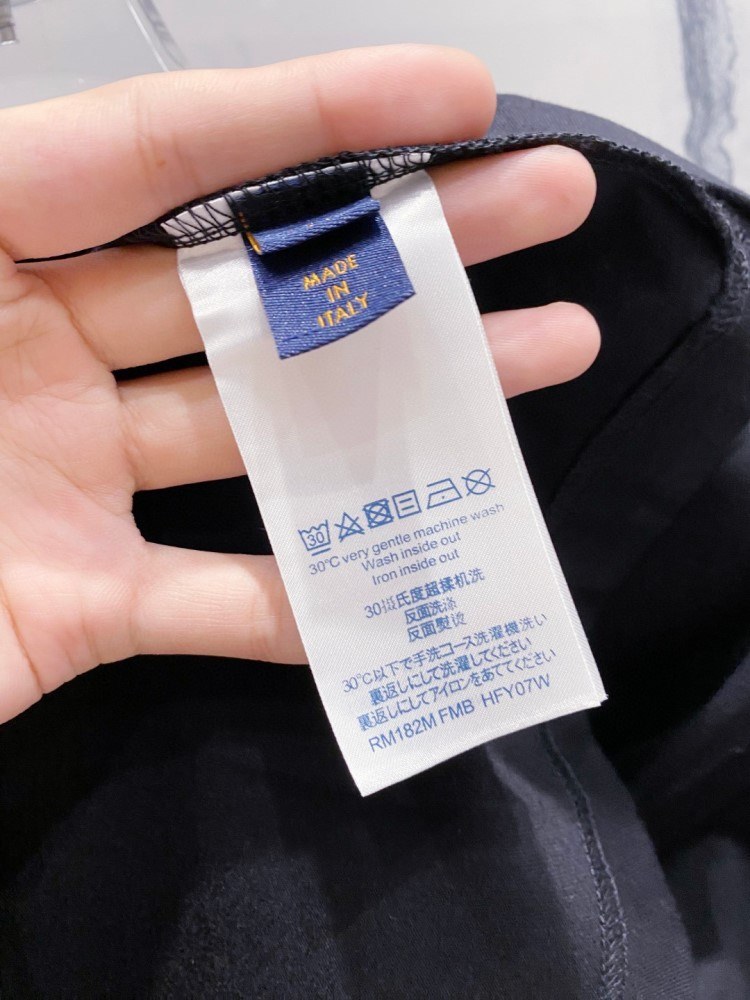 MADE
IN
ITALY
30
30°C very gentle machine wash
Wash inside out
Iron inside out
30摄氏度超揉机洗
反面洗涤
反面熨烫
30℃以下で手洗コース洗濯機洗い
裏返しにして洗濯してください
裏返しにしてアイロンをあててください
RM182M FMB HFY07W